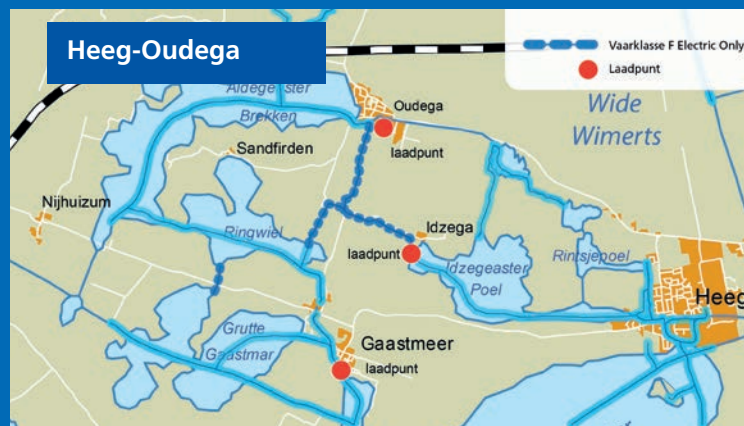 Heeg-Oudega
Vaarklasse F Electric Only
Laadpunt
Wide
Wimerts
Aldegeaster
Brekken
Oudega
laadpunt
Sandfirden
Nijhuizum
Ringwiel
Idzega
laadpunt
Idzegeaster
Poel
Rintsjepoel
Heeg
Grutte
Gaastmar
Gaastmeer
laadpunt